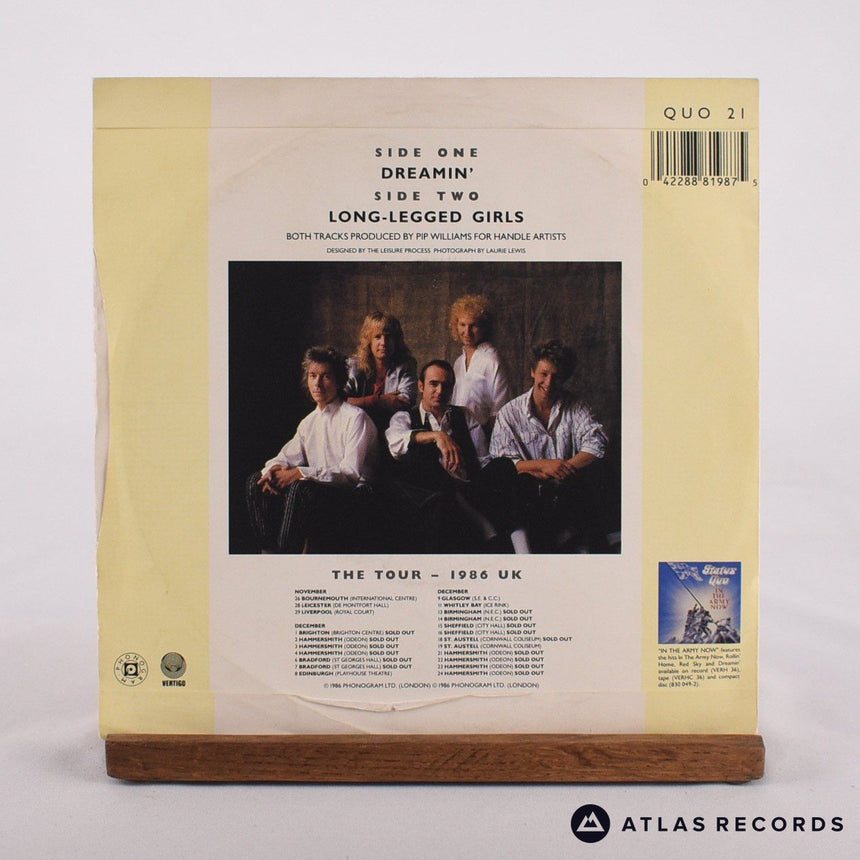 QUO 21
0 42288 81987 5
SIDE ONE
DREAMIN'
SIDE TWO
LONG-LEGGED GIRLS
BOTH TRACKS PRODUCED BY PIP WILLIAMS FOR HANDLE ARTISTS
DESIGNED BY THE LEISURE PROCESS PHOTOGRAPH BY LAURIE LEWIS
THE TOUR – 1986 UK
NOVEMBER
26 BOURNEMOUTH (INTERNATIONAL CENTRE)
28 LEICESTER (DE MONTFORT HALL)
29 LIVERPOOL (ROYAL COURT)
DECEMBER
1 BRIGHTON (BRIGHTON CENTRE) SOLD OUT
2 HAMMERSMITH (ODEON) SOLD OUT
3 HAMMERSMITH (ODEON) SOLD OUT
4 HAMMERSMITH (ODEON) SOLD OUT
6 BRADFORD (ST GEORGES HALL) SOLD OUT
7 BRADFORD (ST GEORGES HALL) SOLD OUT
8 EDINBURGH (PLAYHOUSE THEATRE)
DECEMBER
9 GLASGOW (S.E. & C.C.)
11 WHITLEY BAY (ICE RINK)
13 BIRMINGHAM (N.E.C.) SOLD OUT
14 BIRMINGHAM (N.E.C.) SOLD OUT
15 SHEFFIELD (CITY HALL) SOLD OUT
16 SHEFFIELD (CITY HALL) SOLD OUT
18 ST. AUSTELL (CORNWALL COLISEUM) SOLD OUT
19 ST. AUSTELL (CORNWALL COLISEUM)
21 HAMMERSMITH (ODEON) SOLD OUT
22 HAMMERSMITH (ODEON) SOLD OUT
23 HAMMERSMITH (ODEON) SOLD OUT
24 HAMMERSMITH (ODEON) SOLD OUT
℗ 1986 PHONOGRAM LTD. (LONDON) © 1986 PHONOGRAM LTD. (LONDON)
PHONOGRAM
VERTIGO
Status
Quo
IN
THE
ARMY
NOW
"IN THE ARMY NOW" features
the hits In The Army Now, Rollin'
Home, Red Sky and Dreamin'
available on record (VERH 36),
tape (VERHC 36) and compact
disc (830 049-2).
ATLAS RECORDS